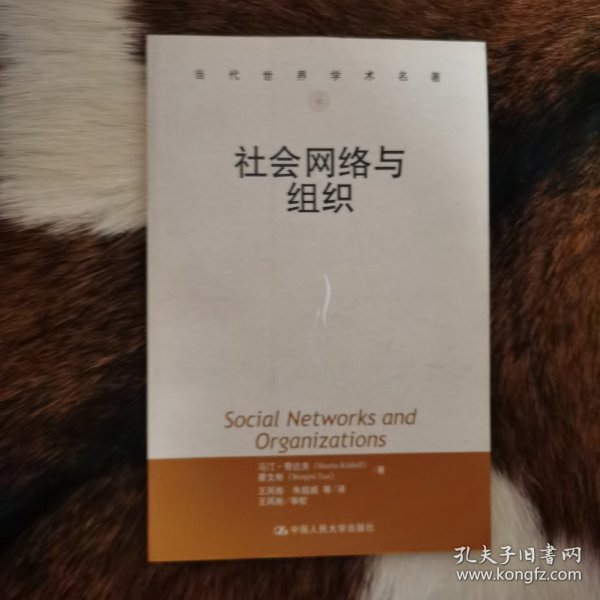 当代世界学术名著
社会网络与
组织
Social Networks and
Organizations
马汀·奇达夫（Martin Kilduff）
蔡文彬（Wenpin Tsai） 著
王凤彬 朱超威 等/译
王凤彬/审校
中国人民大学出版社
孔夫子旧书网
www.kongfz.com